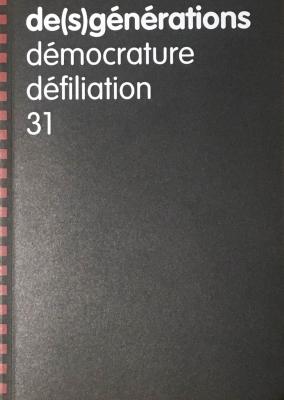 de(s)générations
démocrature
défiliation
31